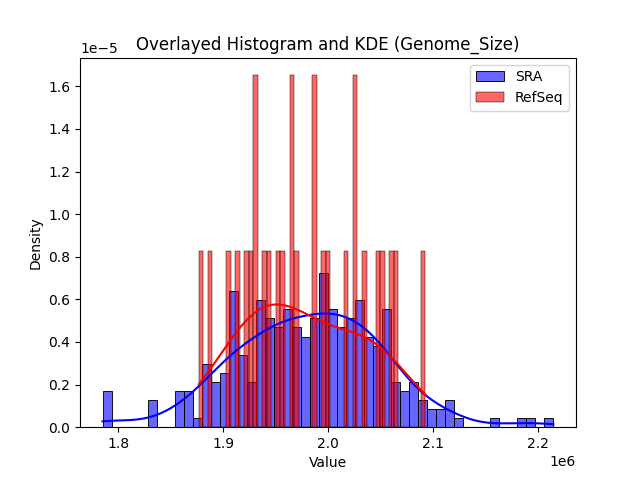 Overlayed Histogram and KDE (Genome_Size)
1e−5
SRA
RefSeq
1.6
1.4
1.2
1.0
0.8
0.6
0.4
0.2
0.0
Density
1.8
1.9
2.0
2.1
2.2
1e6
Value